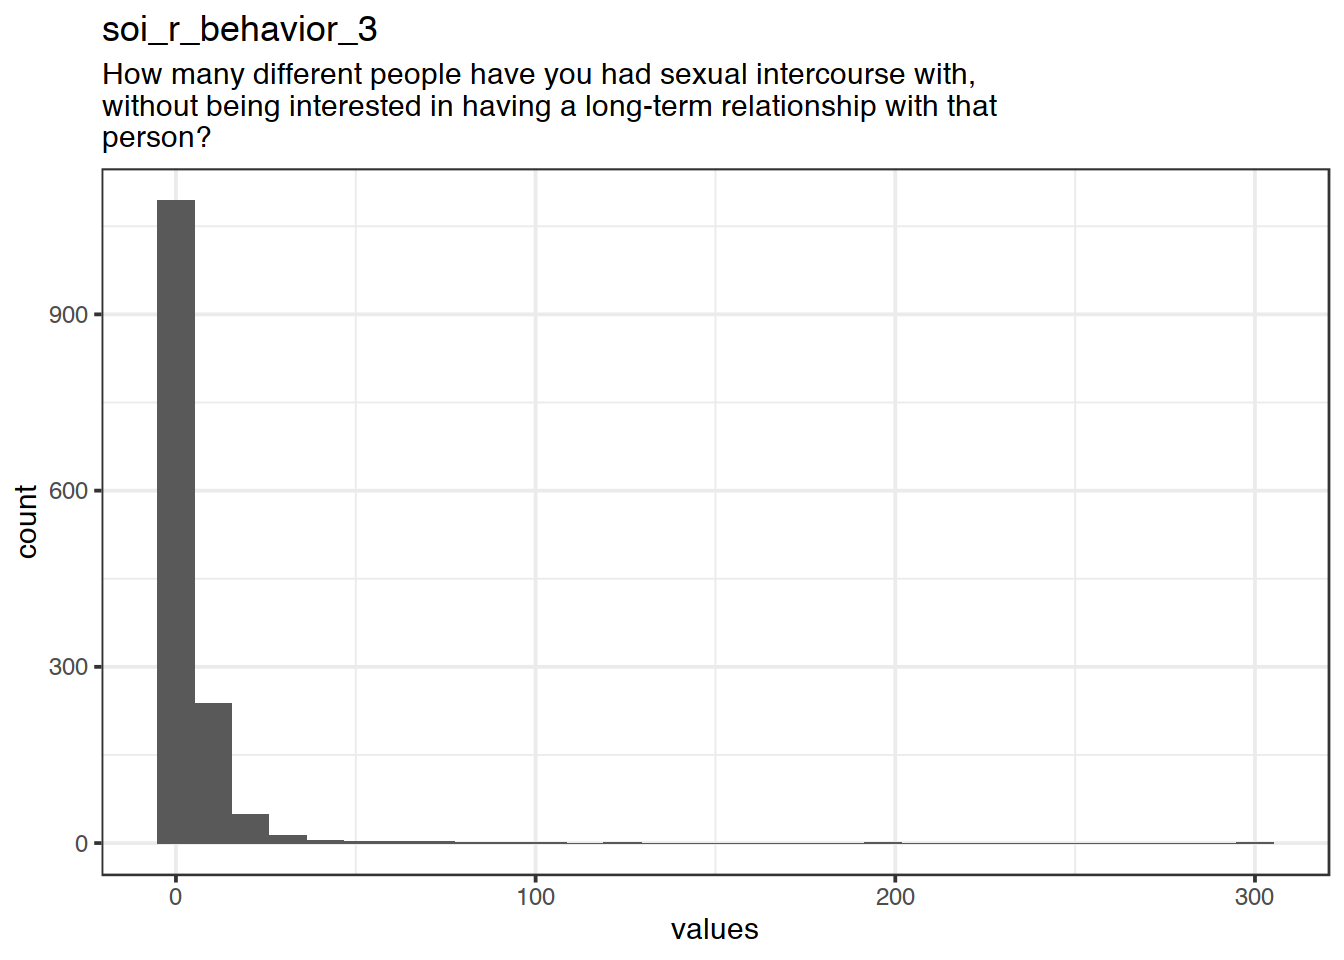 soi_r_behavior_3
How many different people have you had sexual intercourse with,
without being interested in having a long-term relationship with that
person?
900
600
300
0
count
0 100 200 300
values